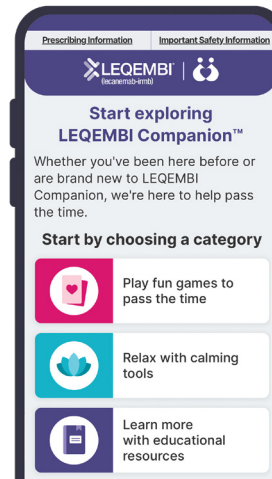 Prescribing Information Important Safety Information
LEQEMBI®
(lecanemab-irmb)
Start exploring
LEQEMBI Companion™
Whether you've been here before or
are brand new to LEQEMBI
Companion, we're here to help pass
the time.
Start by choosing a category
Play fun games to
pass the time
Relax with calming
tools
Learn more
with educational
resources